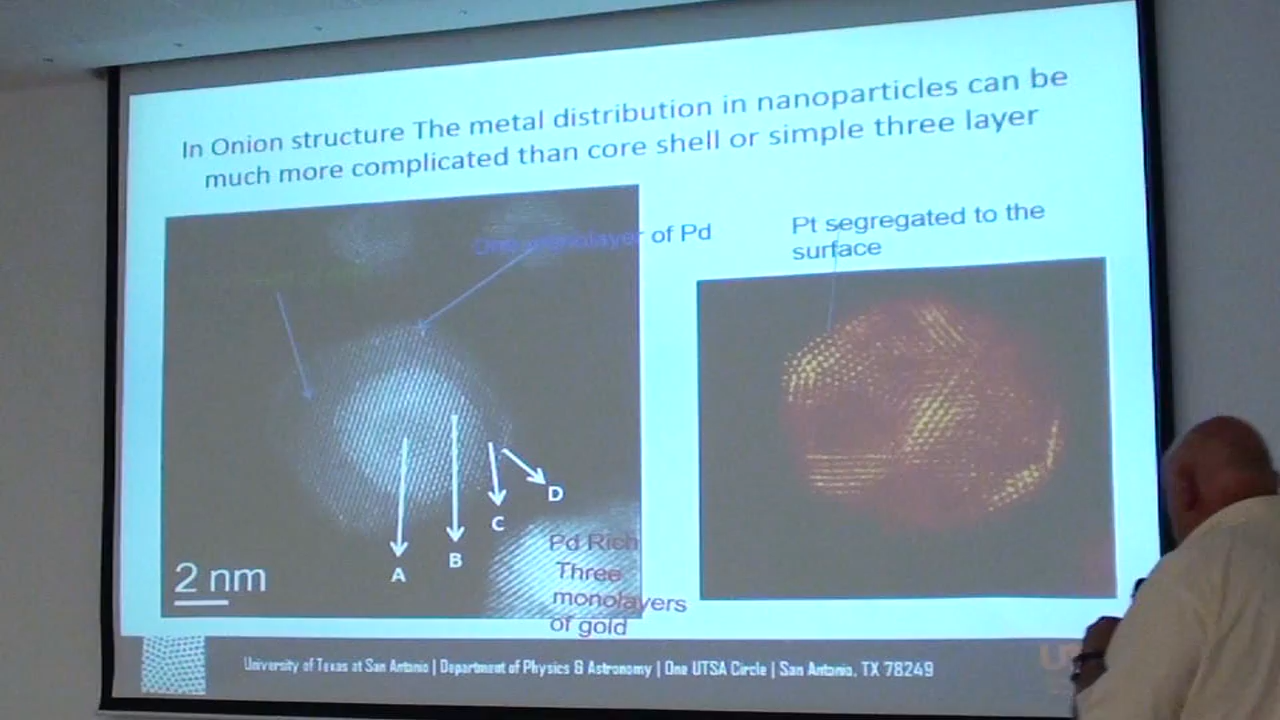 In Onion structure The metal distribution in nanoparticles can be
much more complicated than core shell or simple three layer
One monolayer of Pd
Pt segregated to the
surface
D
C
B
A
2 nm
Pd Rich
Three
monolayers
of gold
University of Texas at San Antonio | Department of Physics & Astronomy | One UTSA Circle | San Antonio, TX 78249